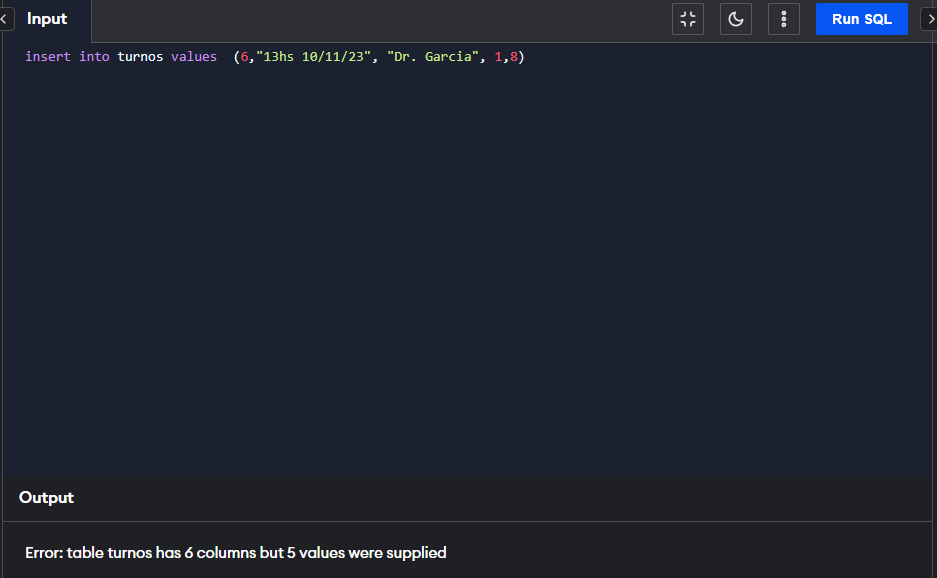 Input
Run SQL
insert into turnos values  (6,"13hs 10/11/23", "Dr. Garcia", 1,8)
Output
Error: table turnos has 6 columns but 5 values were supplied